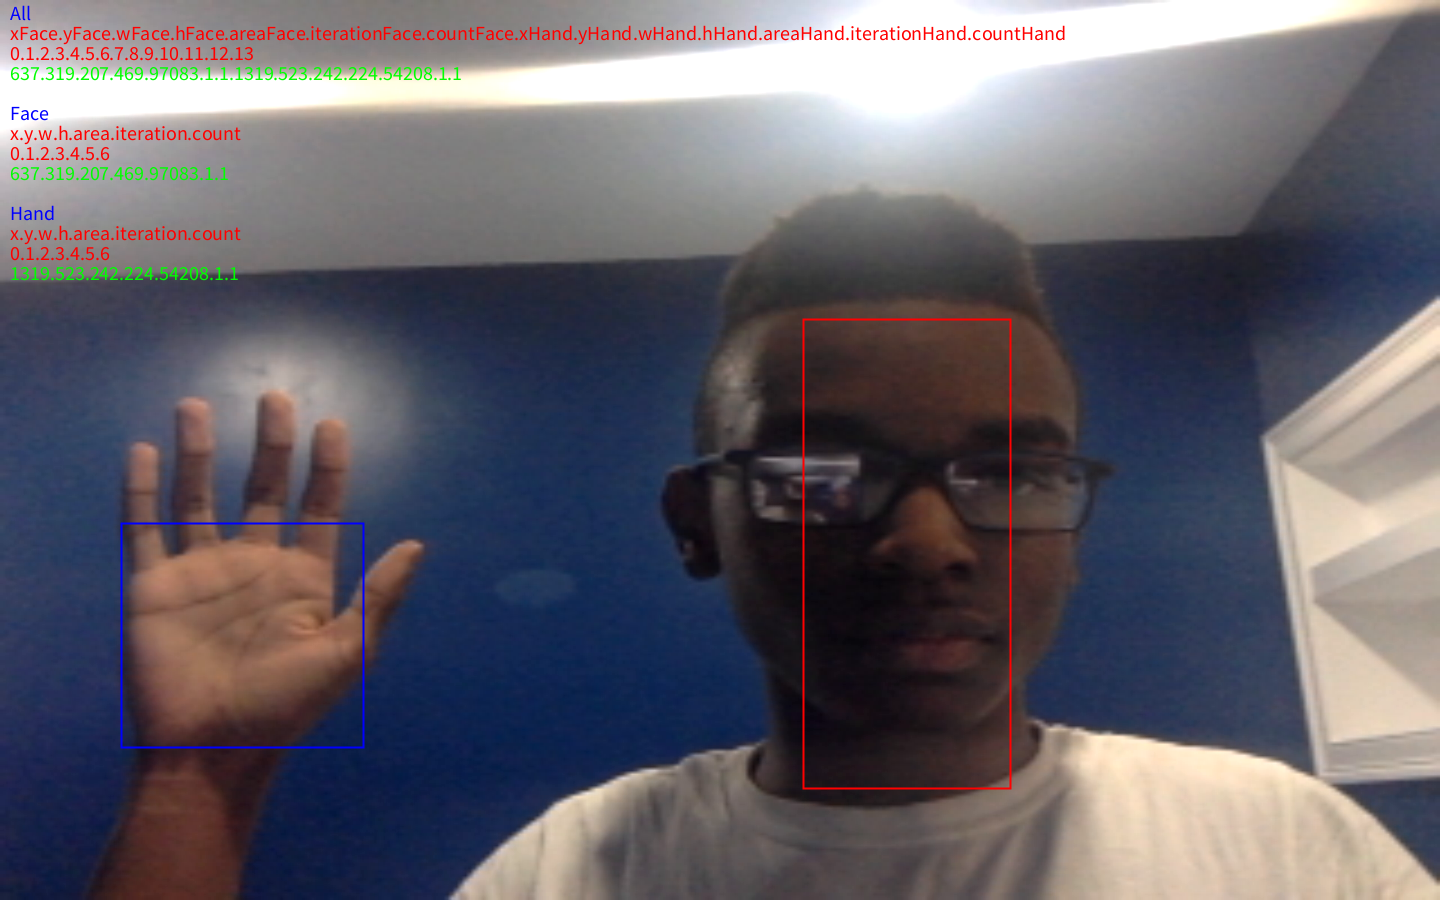 All
xFace.yFace.wFace.hFace.areaFace.iterationFace.countFace.xHand.yHand.wHand.hHand.areaHand.iterationHand.countHand
0.1.2.3.4.5.6.7.8.9.10.11.12.13
637.319.207.469.97083.1.1.1319.523.242.224.54208.1.1
Face
x.y.w.h.area.iteration.count
0.1.2.3.4.5.6
637.319.207.469.97083.1.1
Hand
x.y.w.h.area.iteration.count
0.1.2.3.4.5.6
1319.523.242.224.54208.1.1